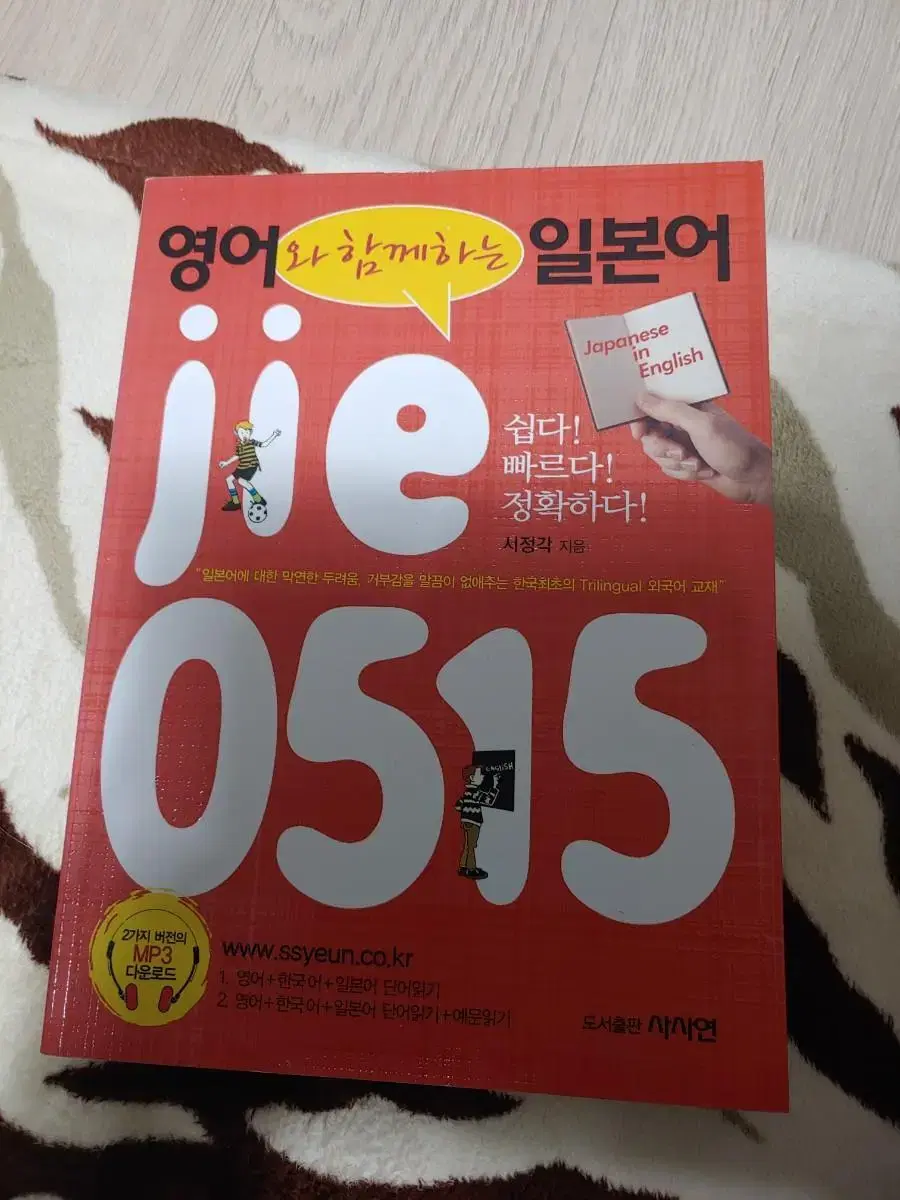 영어와 함께하는 일본어
jie
Japanese
in
English
쉽다!
빠르다!
정확하다!
서정각 지음
"일본어에 대한 막연한 두려움, 거부감을 말끔이 없애주는 한국최초의 Trilingual 외국어 교재"
0515
ENGLISH
2가지 버전의
MP3
다운로드
www.ssyeun.co.kr
1. 영어+한국어+일본어 단어읽기
2. 영어+한국어+일본어 단어읽기+예문읽기
도서출판 사사연